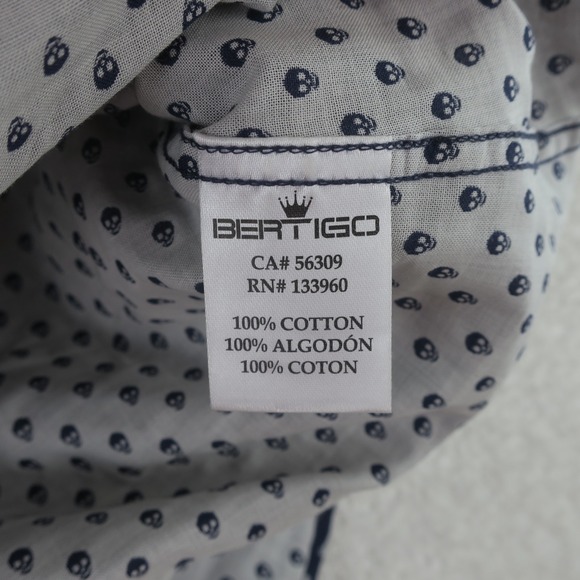 BERTIGO
CA# 56309
RN# 133960
100% COTTON
100% ALGODÓN
100% COTON